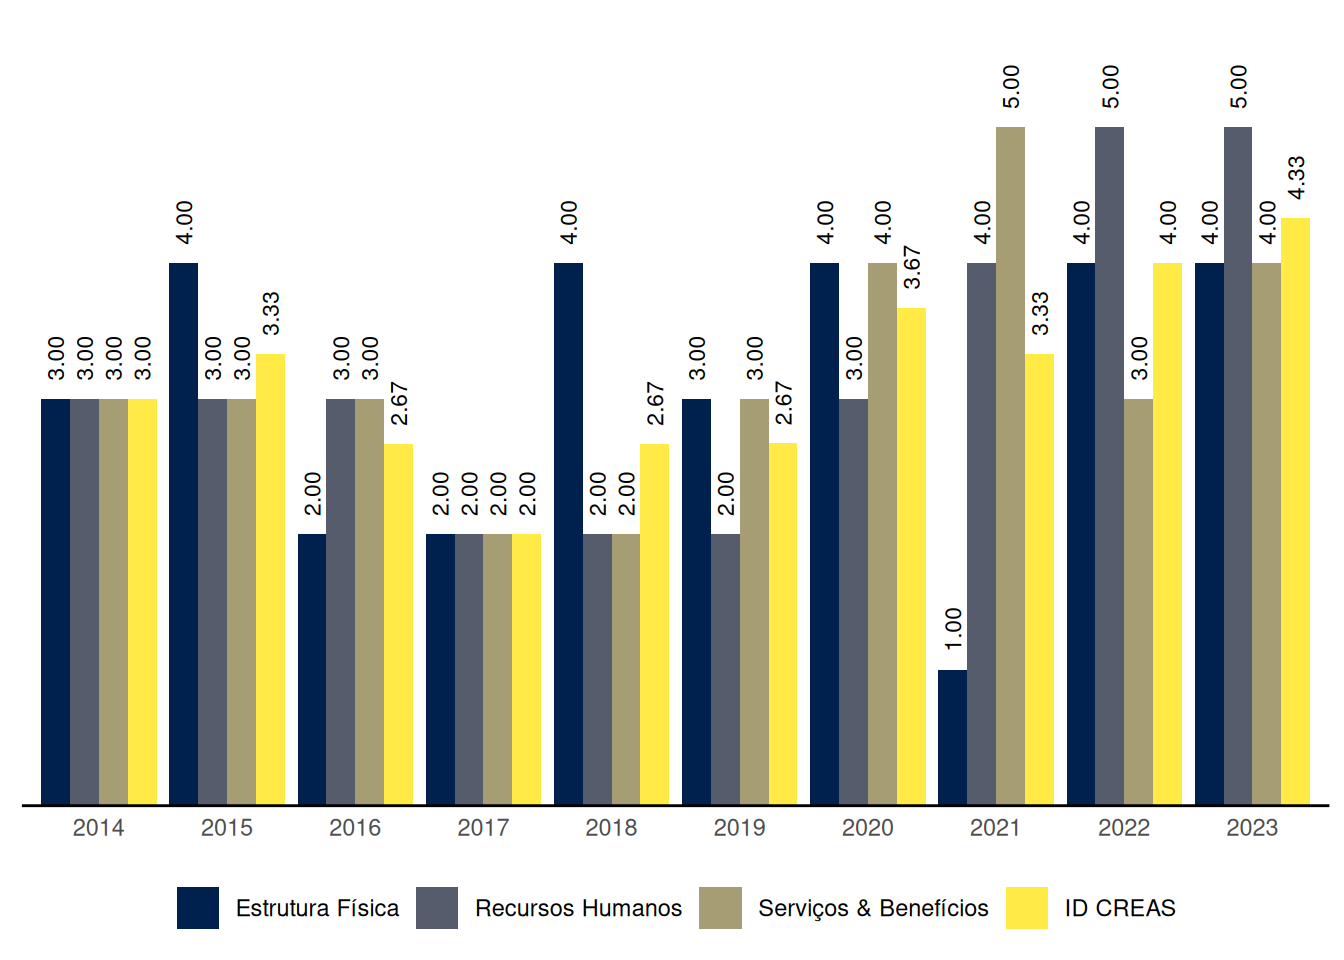 3.00 3.00 3.00 3.00
4.00 3.00 3.00 3.33
2.00 3.00 3.00 2.67
2.00 2.00 2.00 2.00
4.00 2.00 2.00 2.67
3.00 2.00 3.00 2.67
4.00 3.00 4.00 3.67
1.00 4.00 5.00 3.33
4.00 5.00 3.00 4.00
4.00 5.00 4.00 4.33
2014 2015 2016 2017 2018 2019 2020 2021 2022 2023
Estrutura Física Recursos Humanos Serviços & Benefícios ID CREAS